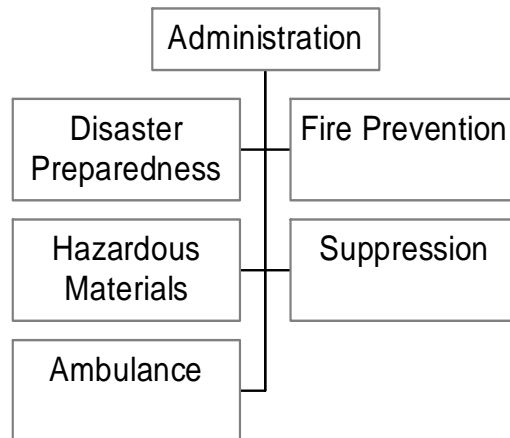 Administration
Disaster
Preparedness
Fire Prevention
Hazardous
Materials
Suppression
Ambulance